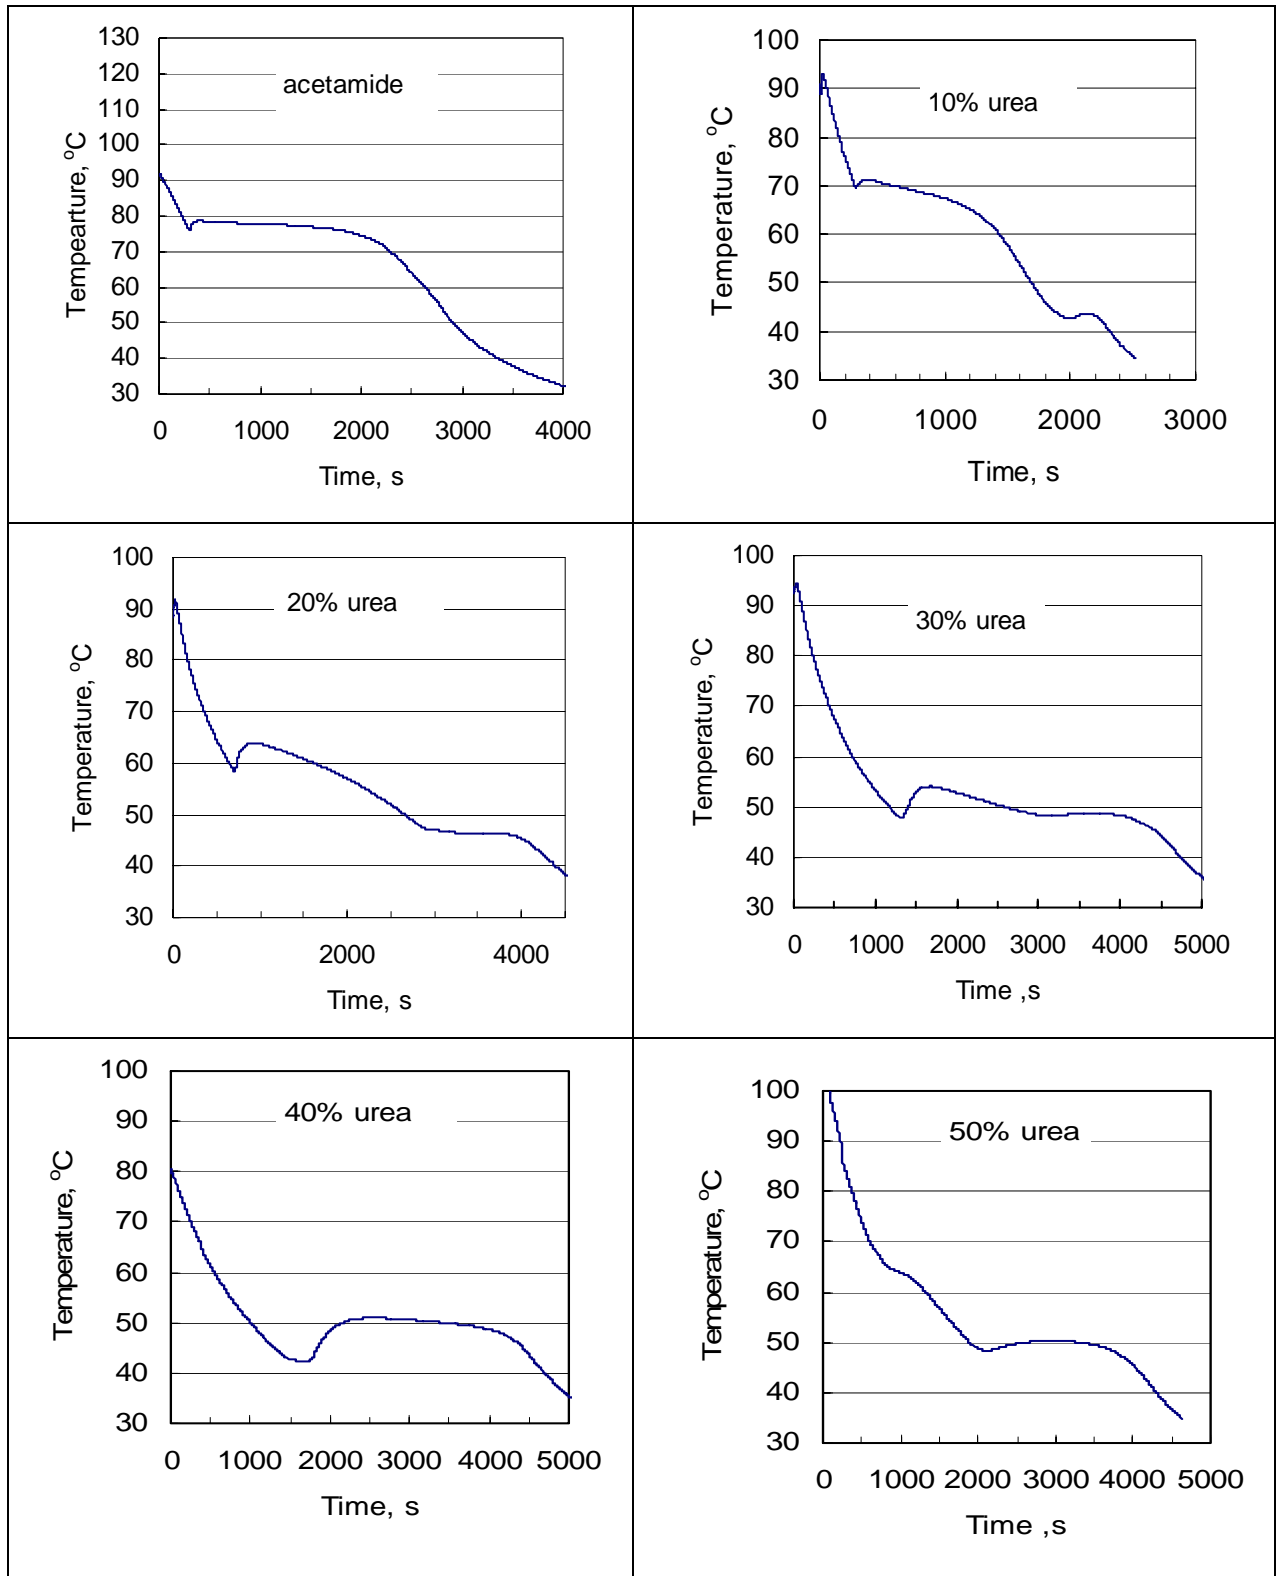 acetamide
Tempearture, °C
130
120
110
100
90
80
70
60
50
40
30
0 1000 2000 3000 4000
Time, s
10% urea
Temperature, °C
100
90
80
70
60
50
40
30
0 1000 2000 3000
Time, s
20% urea
Temperature, °C
100
90
80
70
60
50
40
30
0 2000 4000
Time, s
30% urea
Temperature, °C
100
90
80
70
60
50
40
30
0 1000 2000 3000 4000 5000
Time ,s
40% urea
Temperature, °C
100
90
80
70
60
50
40
30
0 1000 2000 3000 4000 5000
Time, s
50% urea
Temperature, °C
100
90
80
70
60
50
40
30
0 1000 2000 3000 4000 5000
Time ,s